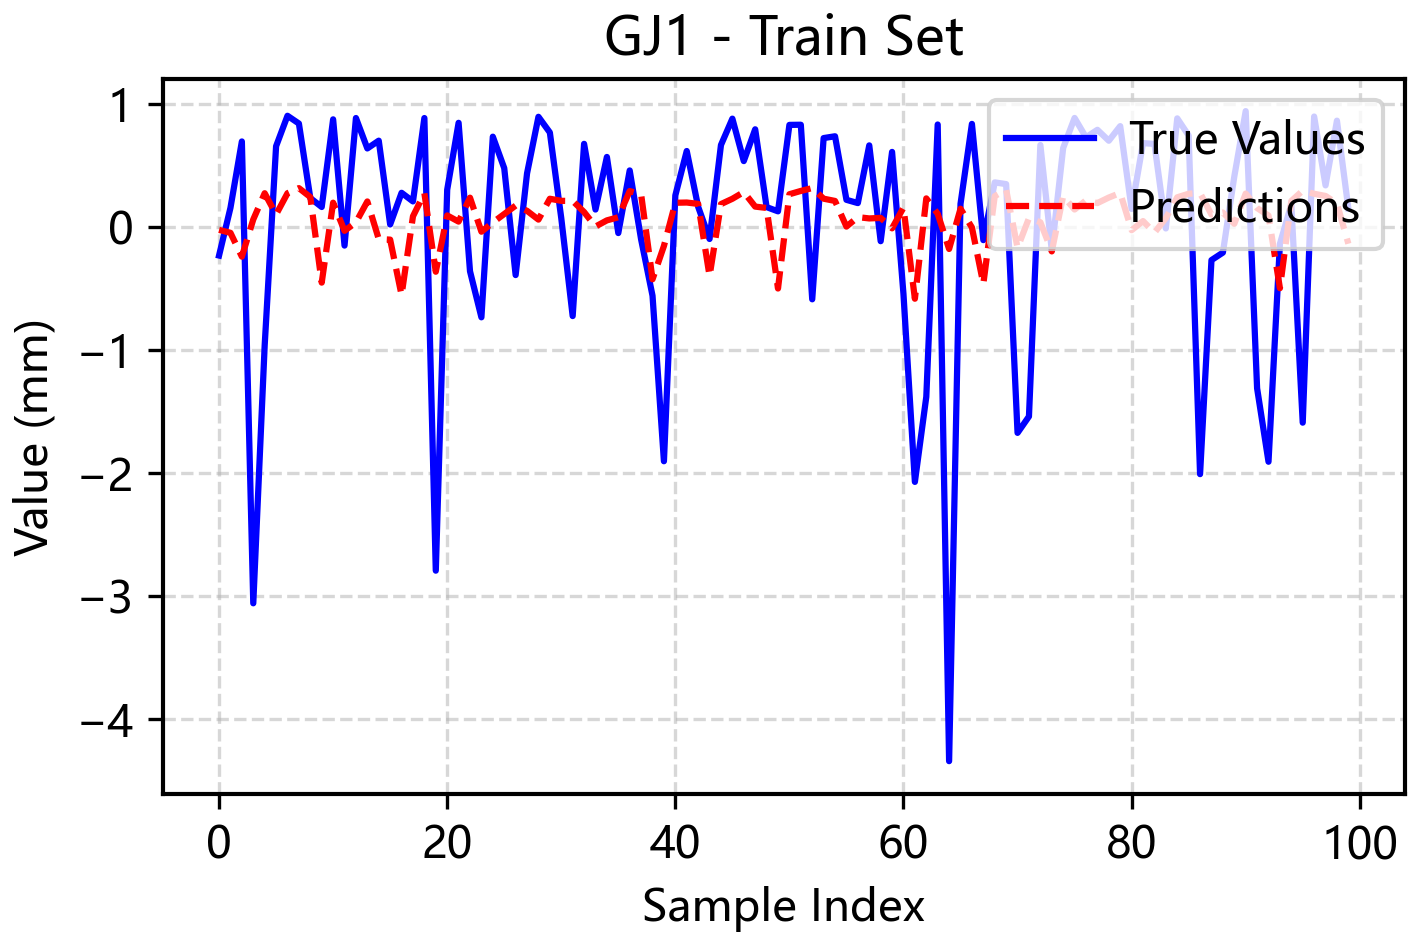 GJ1 - Train Set
True Values
Predictions
1
0
−1
−2
−3
−4
Value (mm)
0 20 40 60 80 100
Sample Index